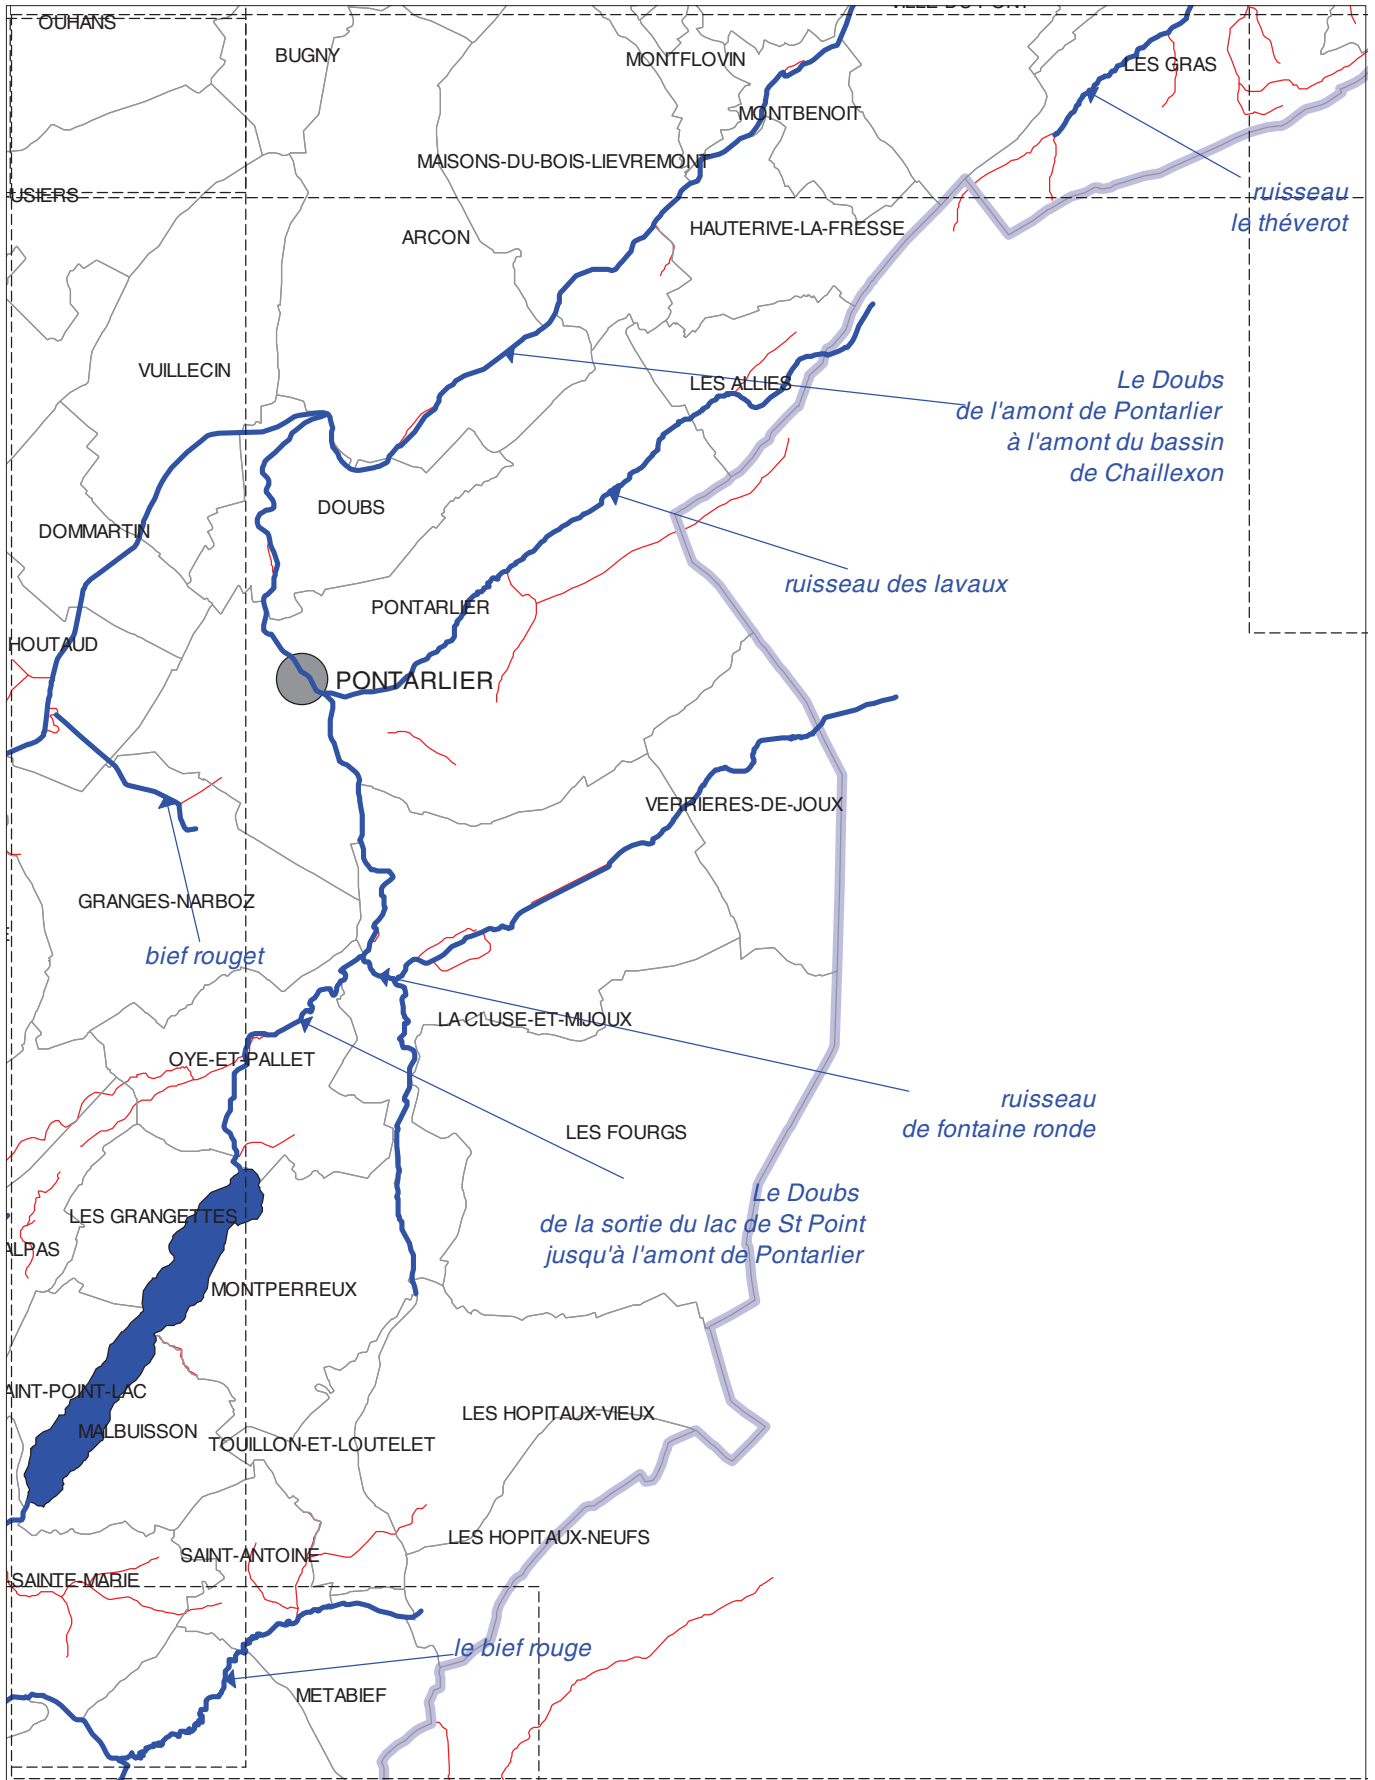 VILLE-DU-PONT
OUHANS
BUGNY
MONTFLOVIN
LES GRAS
MONTBENOIT
MAISONS-DU-BOIS-LIEVREMONT
USIERS
ruisseau
le théverot
ARCON
HAUTERIVE-LA-FRESSE
VUILLECIN
LES ALLIES
Le Doubs
de l'amont de Pontarlier
à l'amont du bassin
de Chaillexon
DOUBS
DOMMARTIN
ruisseau des lavaux
PONTARLIER
HOUTAUD
PONTARLIER
VERRIERES-DE-JOUX
GRANGES-NARBOZ
bief rouget
LA CLUSE-ET-MIJOUX
OYE-ET-PALLET
ruisseau
de fontaine ronde
LES FOURGS
Le Doubs
de la sortie du lac de St Point
jusqu'à l'amont de Pontarlier
LES GRANGETTES
ALPAS
MONTPERREUX
AINT-POINT-LAC
LES HOPITAUX-VIEUX
MALBUISSON
TOUILLON-ET-LOUTELET
LES HOPITAUX-NEUFS
SAINT-ANTOINE
SAINTE-MARIE
le bief rouge
METABIEF